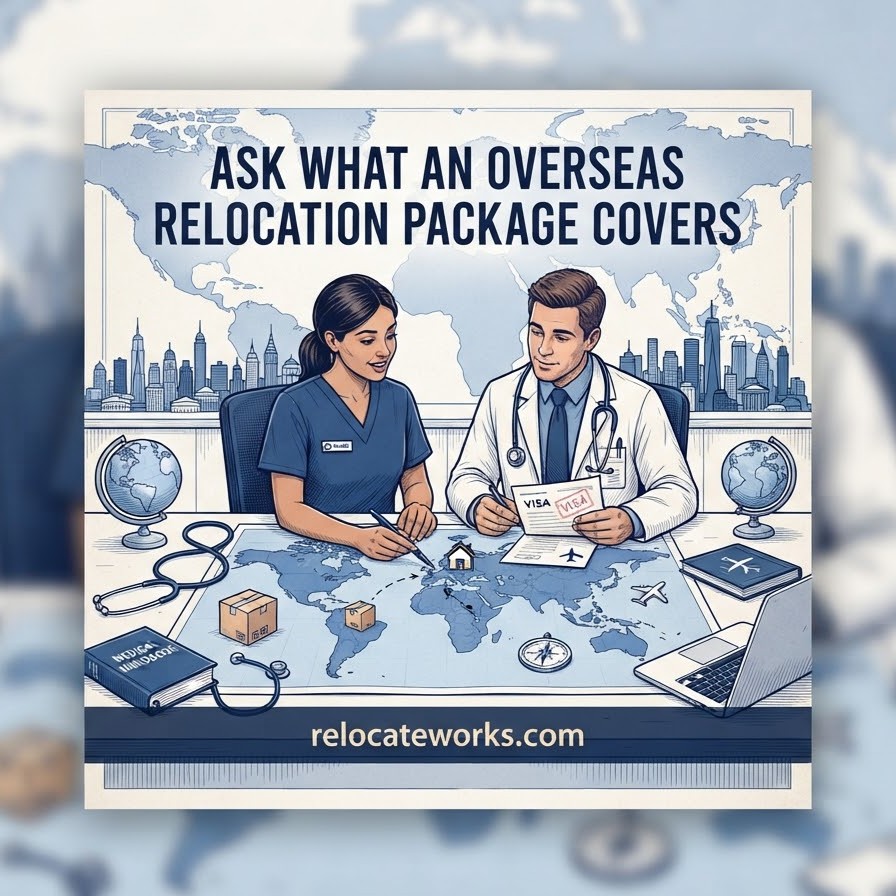 ASK WHAT AN OVERSEAS
RELOCATION PACKAGE COVERS
VISA
VISA
relocateworks.com